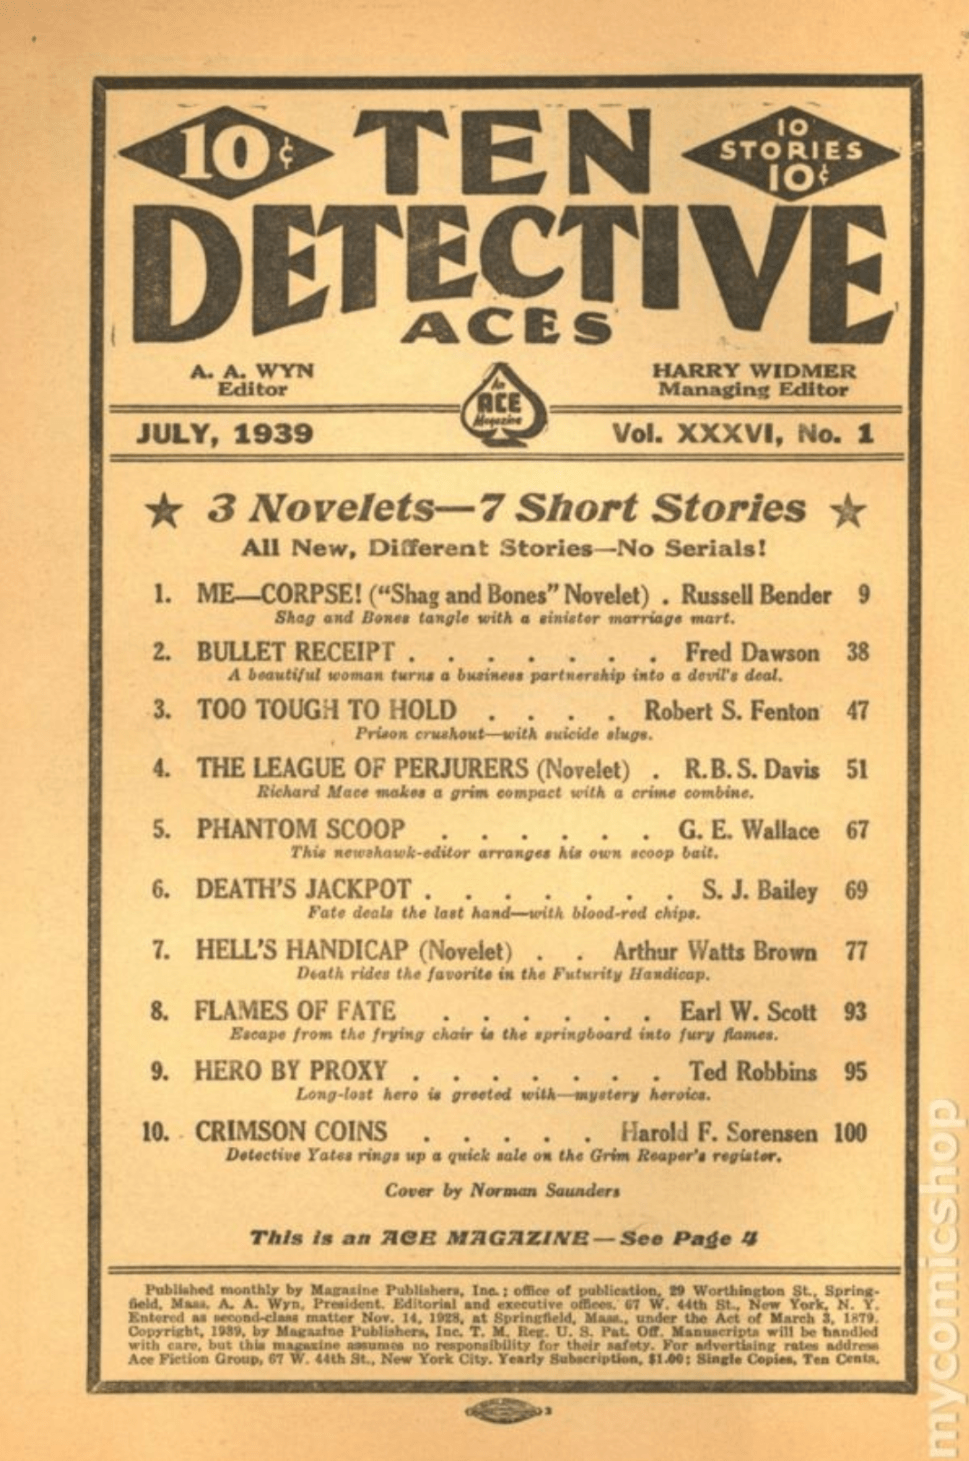 10¢ TEN 10 STORIES 10¢
DETECTIVE
ACES
A. A. WYN
Editor
HARRY WIDMER
Managing Editor
An ACE Magazine
JULY, 1939
Vol. XXXVI, No. 1
★ 3 Novelets—7 Short Stories ★
All New, Different Stories—No Serials!
1. ME—CORPSE! (“Shag and Bones” Novelet) . Russell Bender 9
Shag and Bones tangle with a sinister marriage mart.
2. BULLET RECEIPT . . . . . . . Fred Dawson 38
A beautiful woman turns a business partnership into a devil's deal.
3. TOO TOUGH TO HOLD . . . . Robert S. Fenton 47
Prison crushout—with suicide slugs.
4. THE LEAGUE OF PERJURERS (Novelet) . R. B. S. Davis 51
Richard Mace makes a grim compact with a crime combine.
5. PHANTOM SCOOP . . . . . . G. E. Wallace 67
This newshawk-editor arranges his own scoop bait.
6. DEATH'S JACKPOT . . . . . . . S. J. Bailey 69
Fate deals the last hand—with blood-red chips.
7. HELL'S HANDICAP (Novelet) . . Arthur Watts Brown 77
Death rides the favorite in the Futurity Handicap.
8. FLAMES OF FATE . . . . . . Earl W. Scott 93
Escape from the frying chair is the springboard into fury flames.
9. HERO BY PROXY . . . . . . . Ted Robbins 95
Long-lost hero is greeted with—mystery heroics.
10. CRIMSON COINS . . . . . Harold F. Sorensen 100
Detective Yates rings up a quick sale on the Grim Reaper's register.
Cover by Norman Saunders
This is an ACE MAGAZINE—See Page 4
Published monthly by Magazine Publishers, Inc.; office of publication, 29 Worthington St., Spring-
field, Mass. A. A. Wyn, President. Editorial and executive offices, 67 W. 44th St., New York, N. Y.
Entered as second-class matter Nov. 14, 1928, at Springfield, Mass., under the Act of March 3, 1879.
Copyright, 1939, by Magazine Publishers, Inc. T. M. Reg. U. S. Pat. Off. Manuscripts will be handled
with care, but this magazine assumes no responsibility for their safety. For advertising rates address
Ace Fiction Group, 67 W. 44th St., New York City. Yearly Subscription, $1.00; Single Copies, Ten Cents.
3
mycomicshop